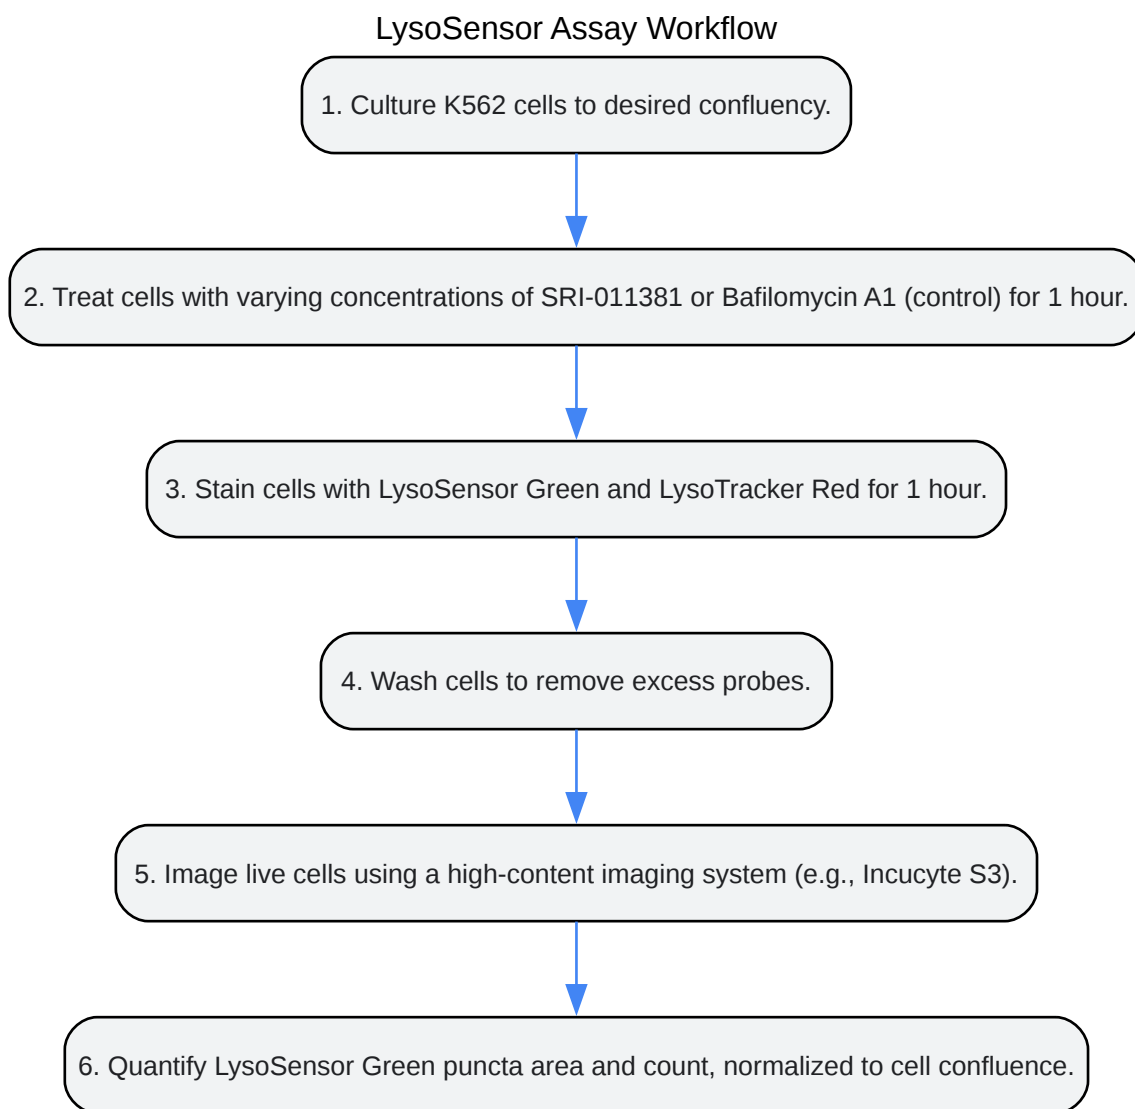 LysoSensor Assay Workflow
1. Culture K562 cells to desired confluency.
2. Treat cells with varying concentrations of SRI-011381 or Bafilomycin A1 (control) for 1 hour.
3. Stain cells with LysoSensor Green and LysoTracker Red for 1 hour.
4. Wash cells to remove excess probes.
5. Image live cells using a high-content imaging system (e.g., Incucyte S3).
6. Quantify LysoSensor Green puncta area and count, normalized to cell confluence.